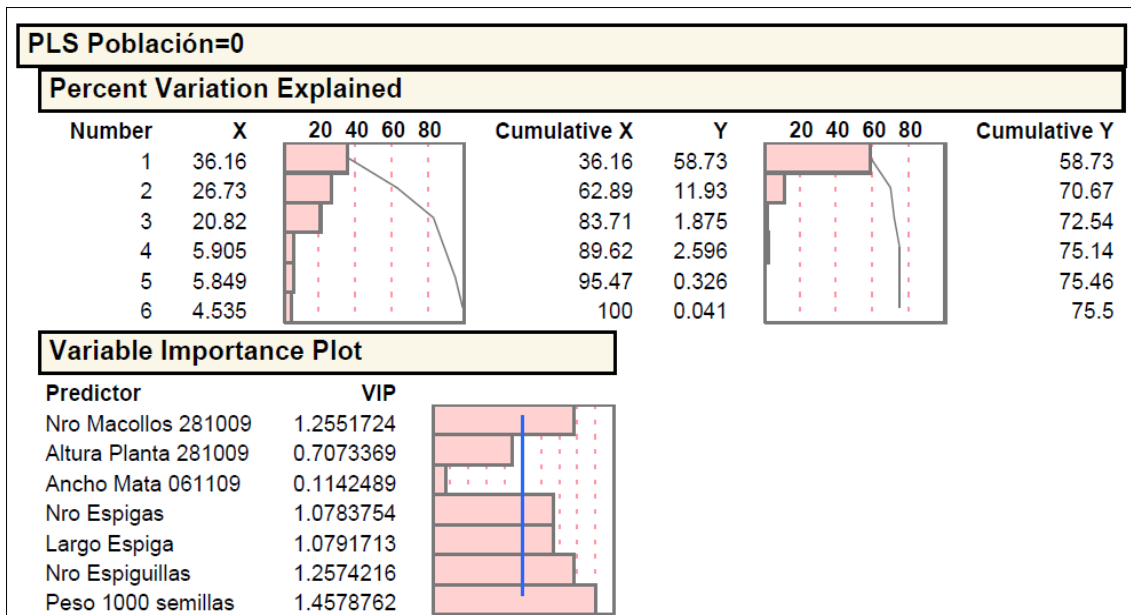 PLS Población=0
Percent Variation Explained
Number X 20 40 60 80 Cumulative X Y 20 40 60 80 Cumulative Y
1 36.16 36.16 58.73 58.73
2 26.73 62.89 11.93 70.67
3 20.82 83.71 1.875 72.54
4 5.905 89.62 2.596 75.14
5 5.849 95.47 0.326 75.46
6 4.535 100 0.041 75.5
Variable Importance Plot
Predictor VIP
Nro Macollos 281009 1.2551724
Altura Planta 281009 0.7073369
Ancho Mata 061109 0.1142489
Nro Espigas 1.0783754
Largo Espiga 1.0791713
Nro Espiguillas 1.2574216
Peso 1000 semillas 1.4578762